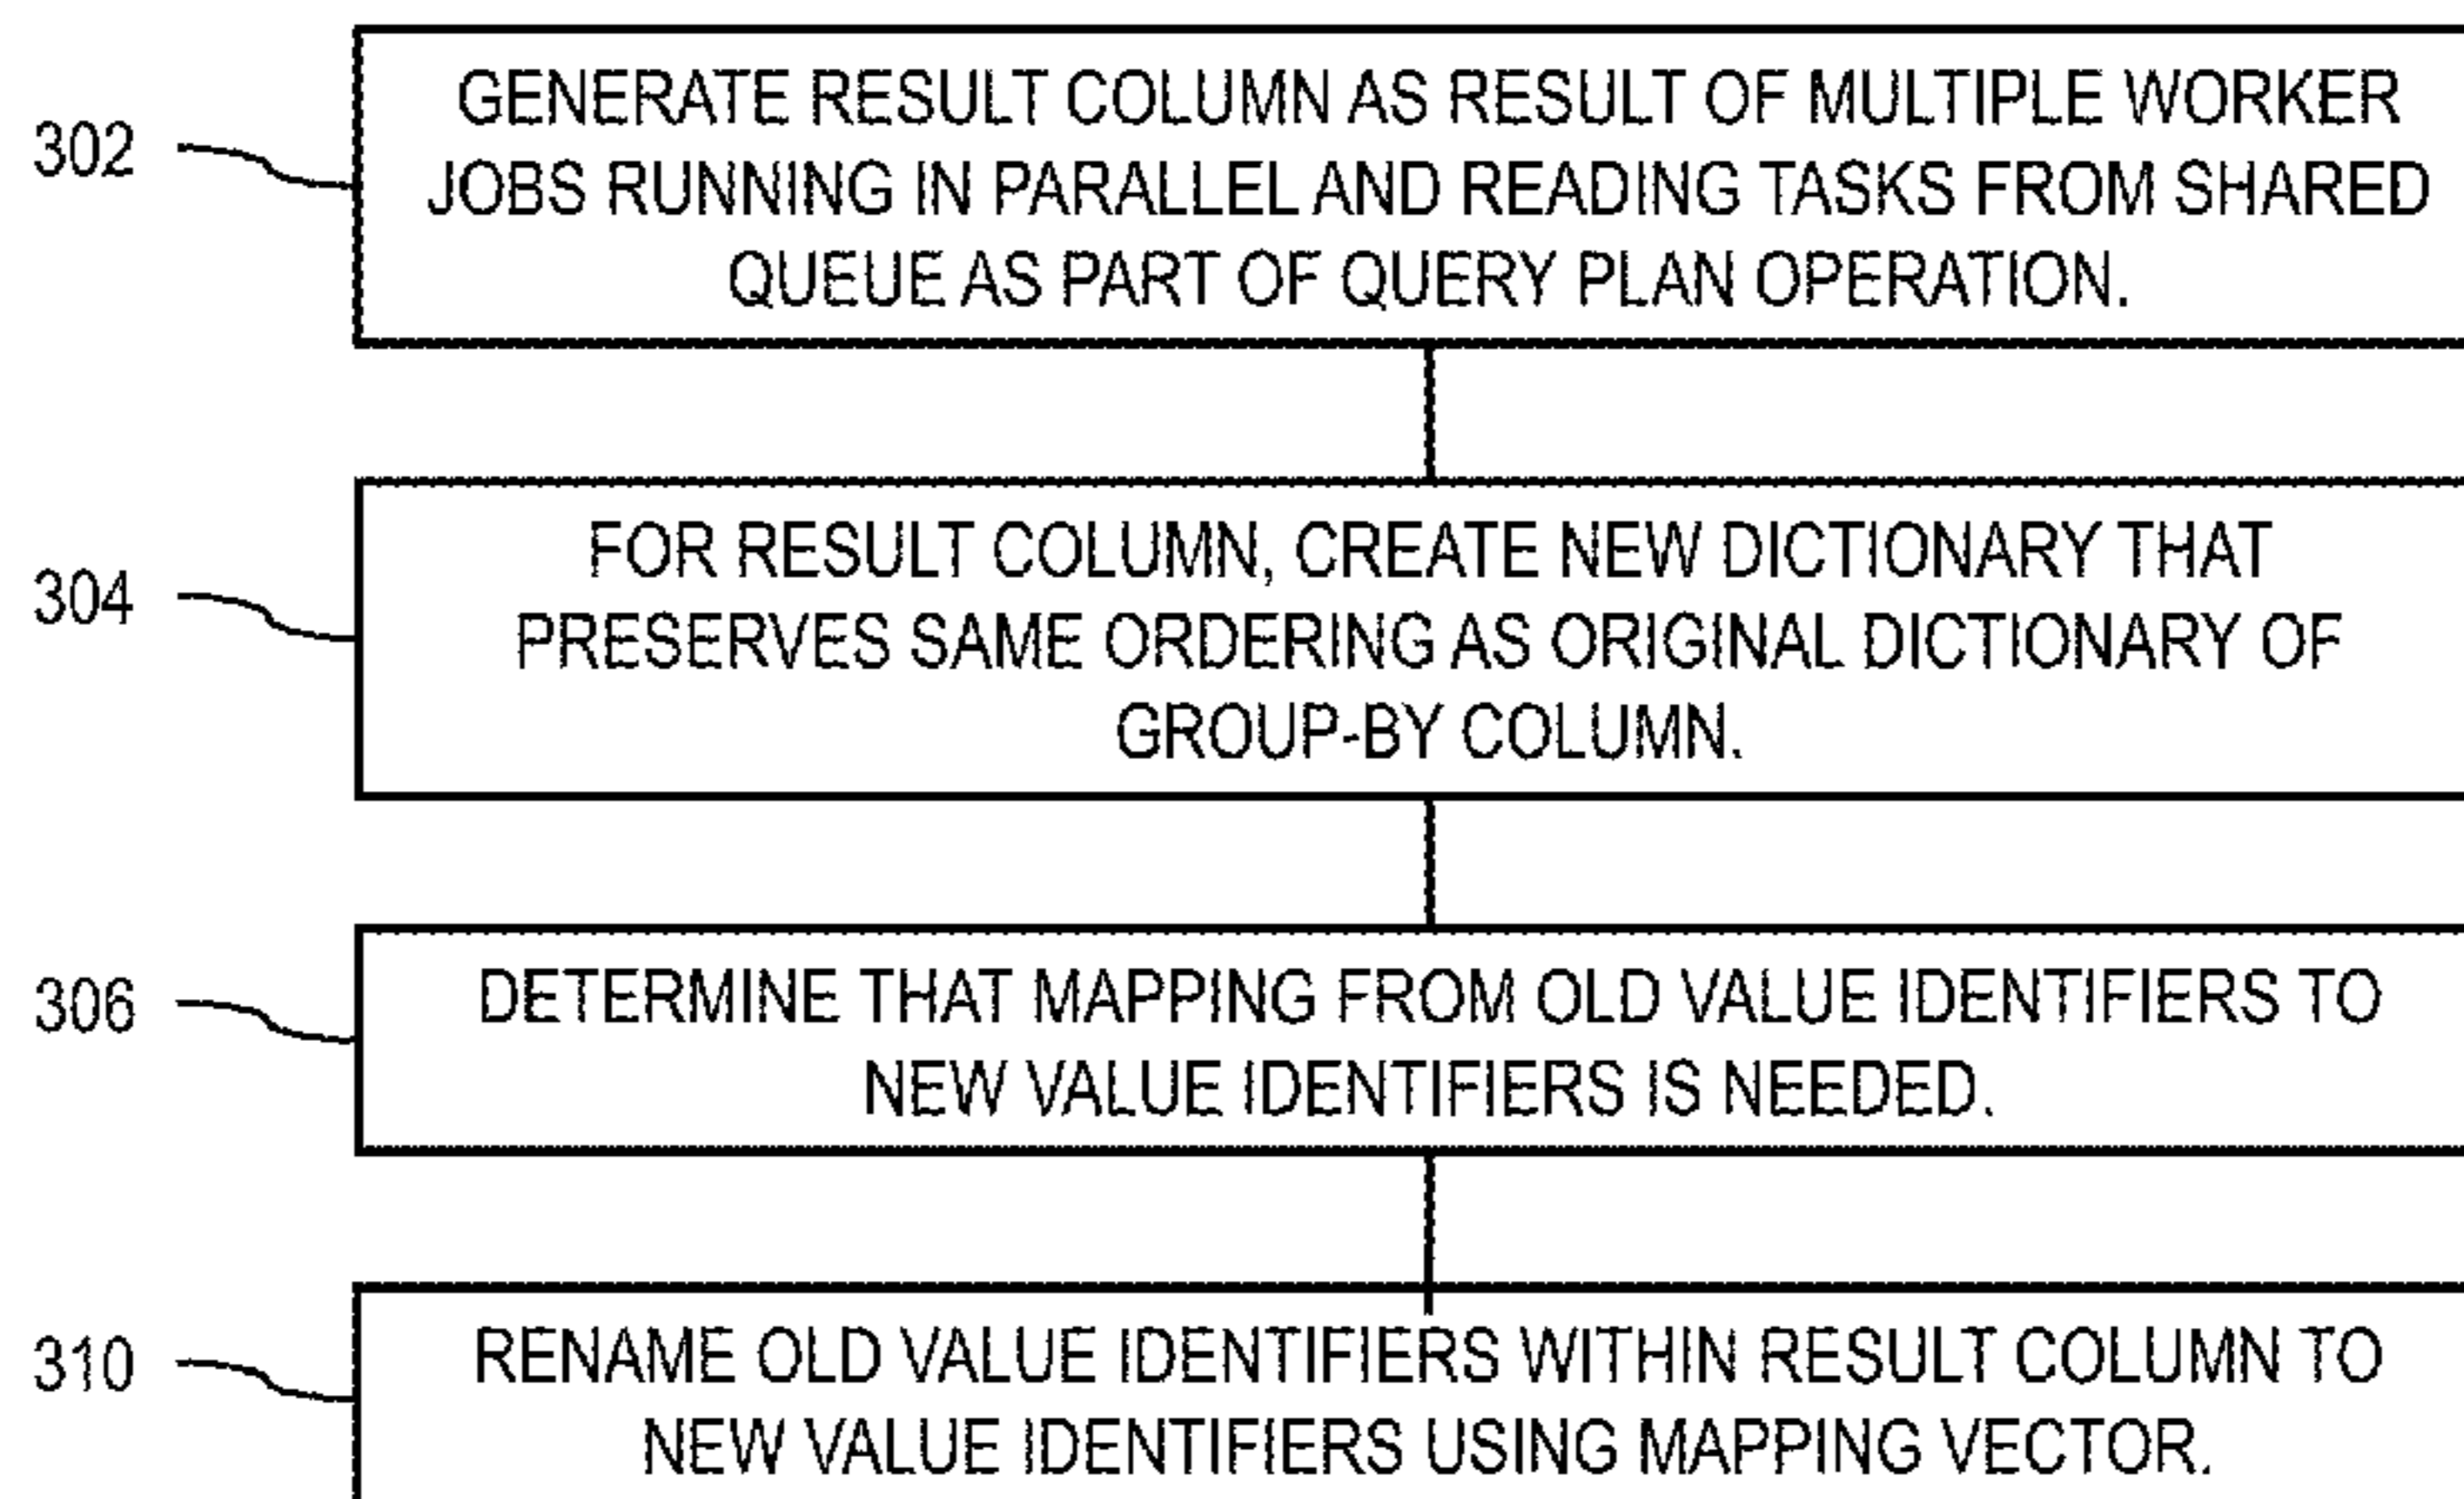 302
GENERATE RESULT COLUMN AS RESULT OF MULTIPLE WORKER
JOBS RUNNING IN PARALLEL AND READING TASKS FROM SHARED
QUEUE AS PART OF QUERY PLAN OPERATION.
304
FOR RESULT COLUMN, CREATE NEW DICTIONARY THAT
PRESERVES SAME ORDERING AS ORIGINAL DICTIONARY OF
GROUP-BY COLUMN.
306
DETERMINE THAT MAPPING FROM OLD VALUE IDENTIFIERS TO
NEW VALUE IDENTIFIERS IS NEEDED.
310
RENAME OLD VALUE IDENTIFIERS WITHIN RESULT COLUMN TO
NEW VALUE IDENTIFIERS USING MAPPING VECTOR.